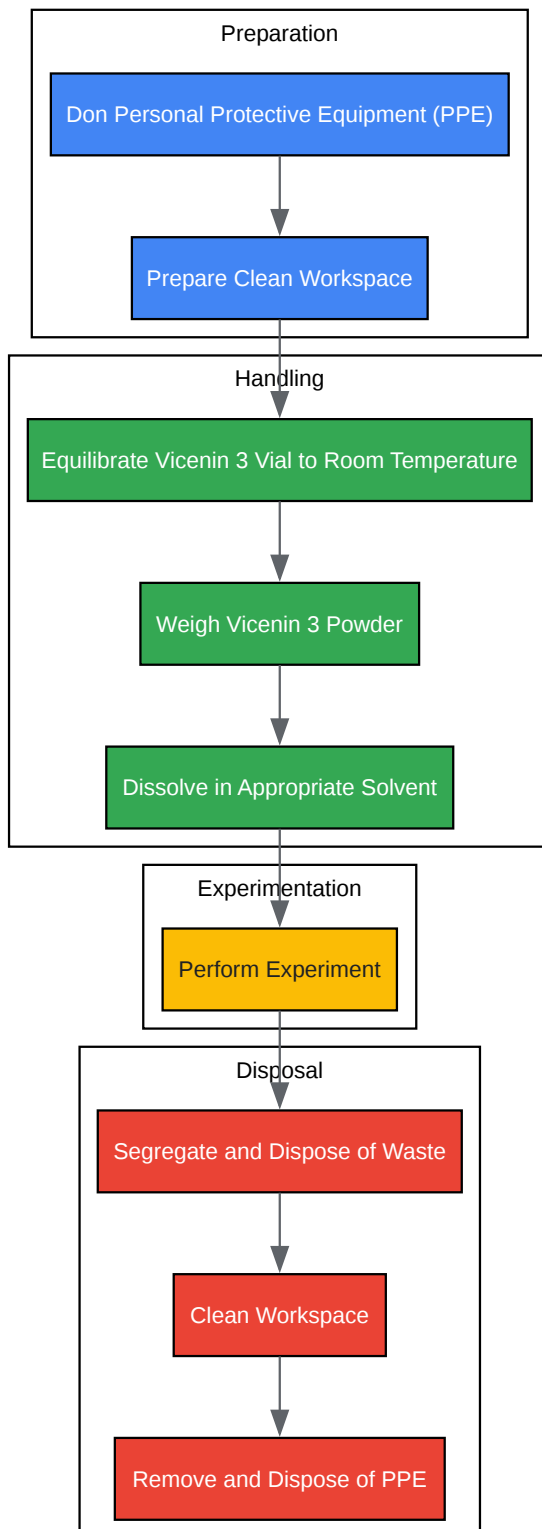 Preparation
Don Personal Protective Equipment (PPE)
Prepare Clean Workspace
Handling
Equilibrate Vicenin 3 Vial to Room Temperature
Weigh Vicenin 3 Powder
Dissolve in Appropriate Solvent
Experimentation
Perform Experiment
Disposal
Segregate and Dispose of Waste
Clean Workspace
Remove and Dispose of PPE